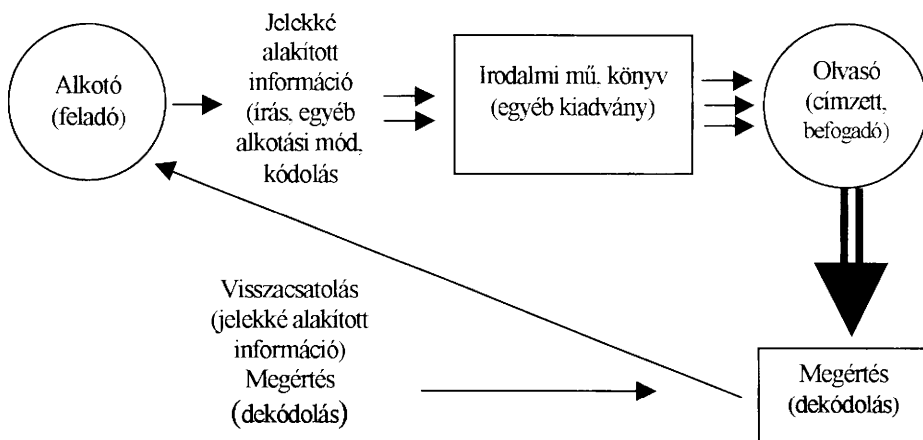 Alkotó
(feladó)
Jelekké
alakított
információ
(írás, egyéb
alkotási mód,
kódolás
Irodalmi mű. könyv
(egyéb kiadvány)
Olvasó
(címzett,
befogadó)
Visszacsatolás
(jelekké alakított
információ)
Megértés
(dekódolás)
Megértés
(dekódolás)